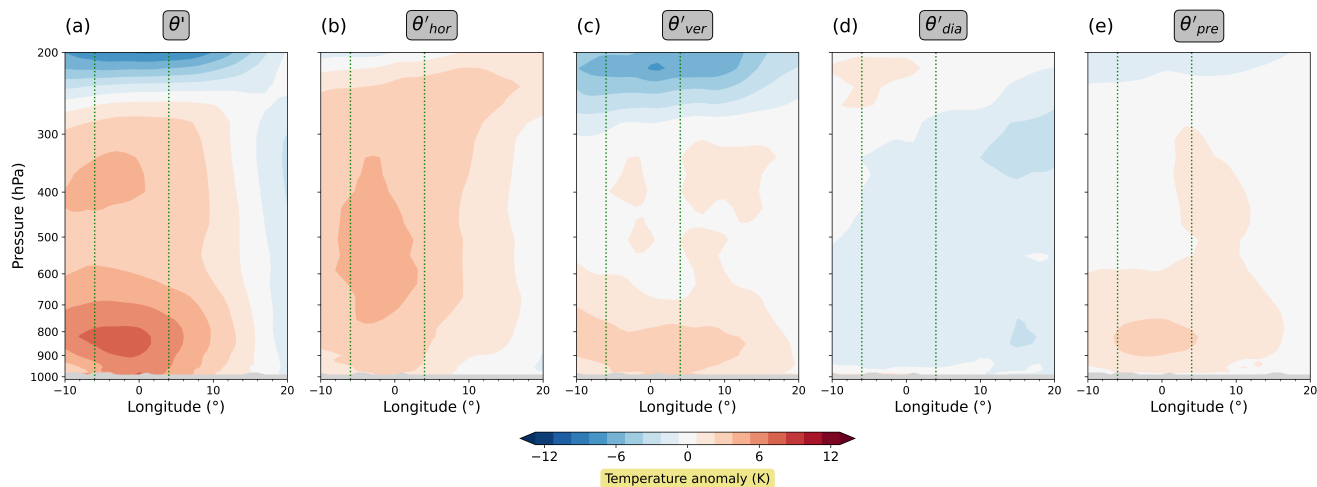 (a) θ'
(b) θ′hor
(c) θ′ver
(d) θ′dia
(e) θ′pre
200
300
400
500
600
700
800
900
1000
Pressure (hPa)
−10 0 10 20
−10 0 10 20
−10 0 10 20
−10 0 10 20
−10 0 10 20
Longitude (°)
Longitude (°)
Longitude (°)
Longitude (°)
Longitude (°)
−12 −6 0 6 12
Temperature anomaly (K)